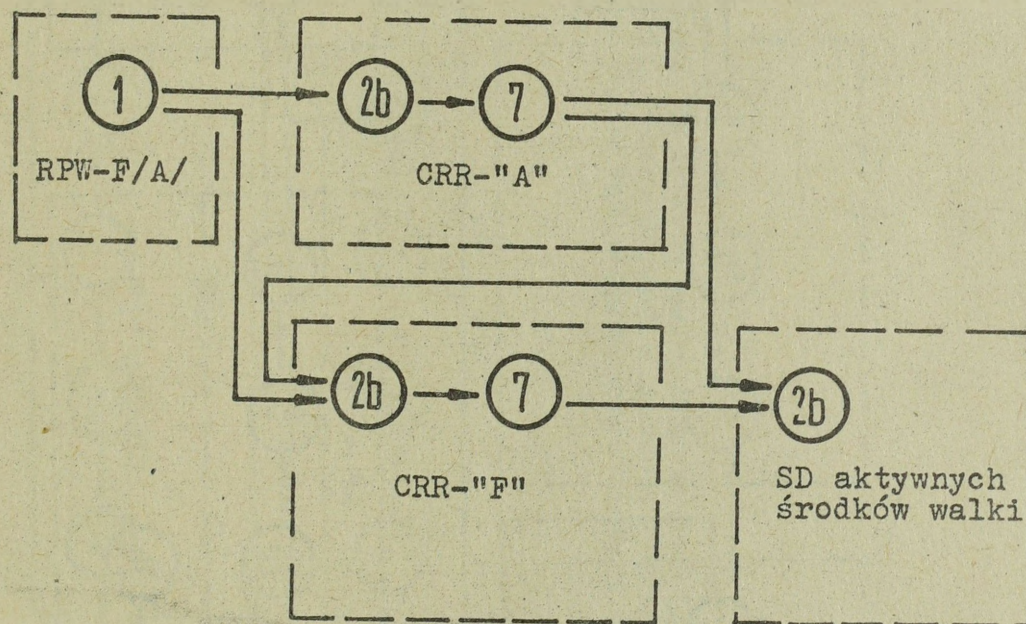 1
2b
7
RPW-F/A/
CRR-"A"
2b
7
2b
CRR-"F"
SD aktywnych
środków walki